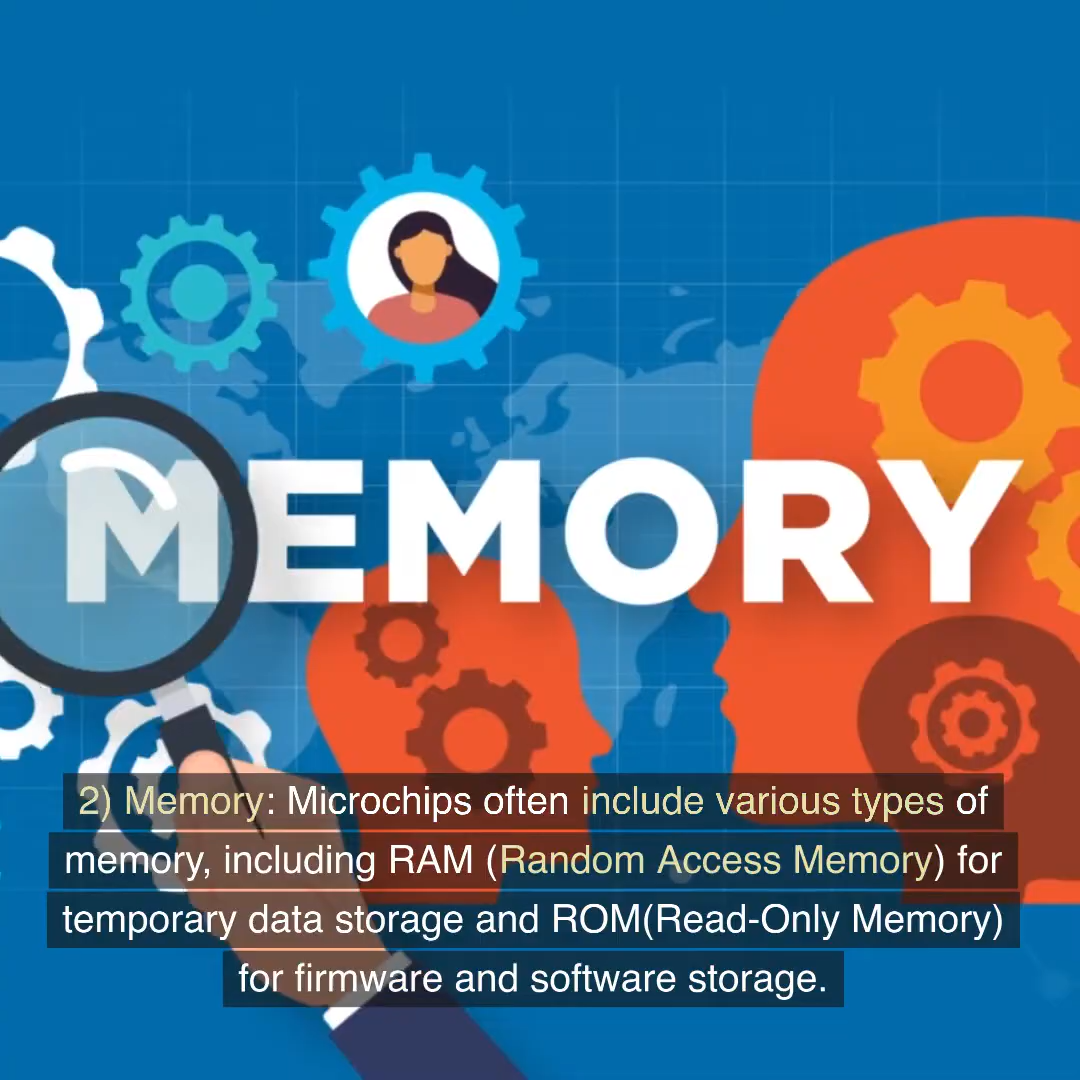 MEMORY
2) Memory: Microchips often include various types of
memory, including RAM (Random Access Memory) for
temporary data storage and ROM(Read-Only Memory)
for firmware and software storage.